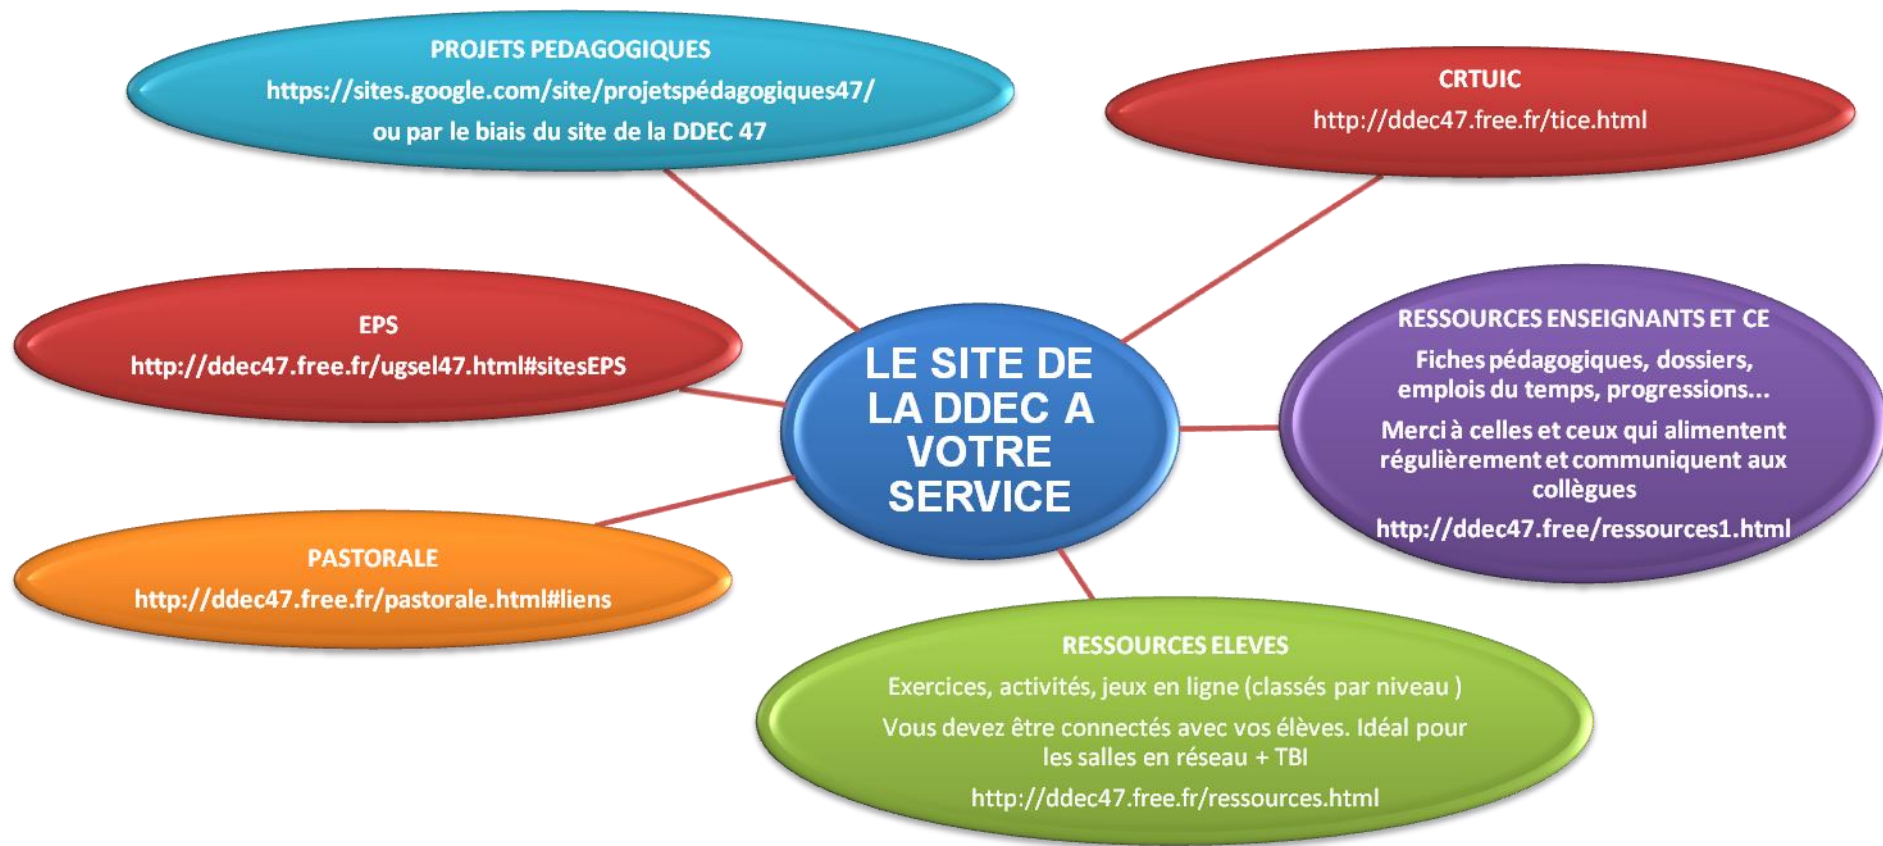 PROJETS PEDAGOGIQUES
https://sites.google.com/site/projetspédagogiques47/
ou par le biais du site de la DDEC 47
CRTUIC
http://ddec47.free.fr/tice.html
EPS
http://ddec47.free.fr/ugsel47.html#sitesEPS
LE SITE DE
LA DDEC A
VOTRE
SERVICE
RESSOURCES ENSEIGNANTS ET CE
Fiches pédagogiques, dossiers,
emplois du temps, progressions...
Merci à celles et ceux qui alimentent
régulièrement et communiquent aux
collègues
http://ddec47.free/ressources1.html
PASTORALE
http://ddec47.free.fr/pastorale.html#liens
RESSOURCES ELEVES
Exercices, activités, jeux en ligne (classés par niveau )
Vous devez être connectés avec vos élèves. Idéal pour
les salles en réseau + TBI
http://ddec47.free.fr/ressources.html